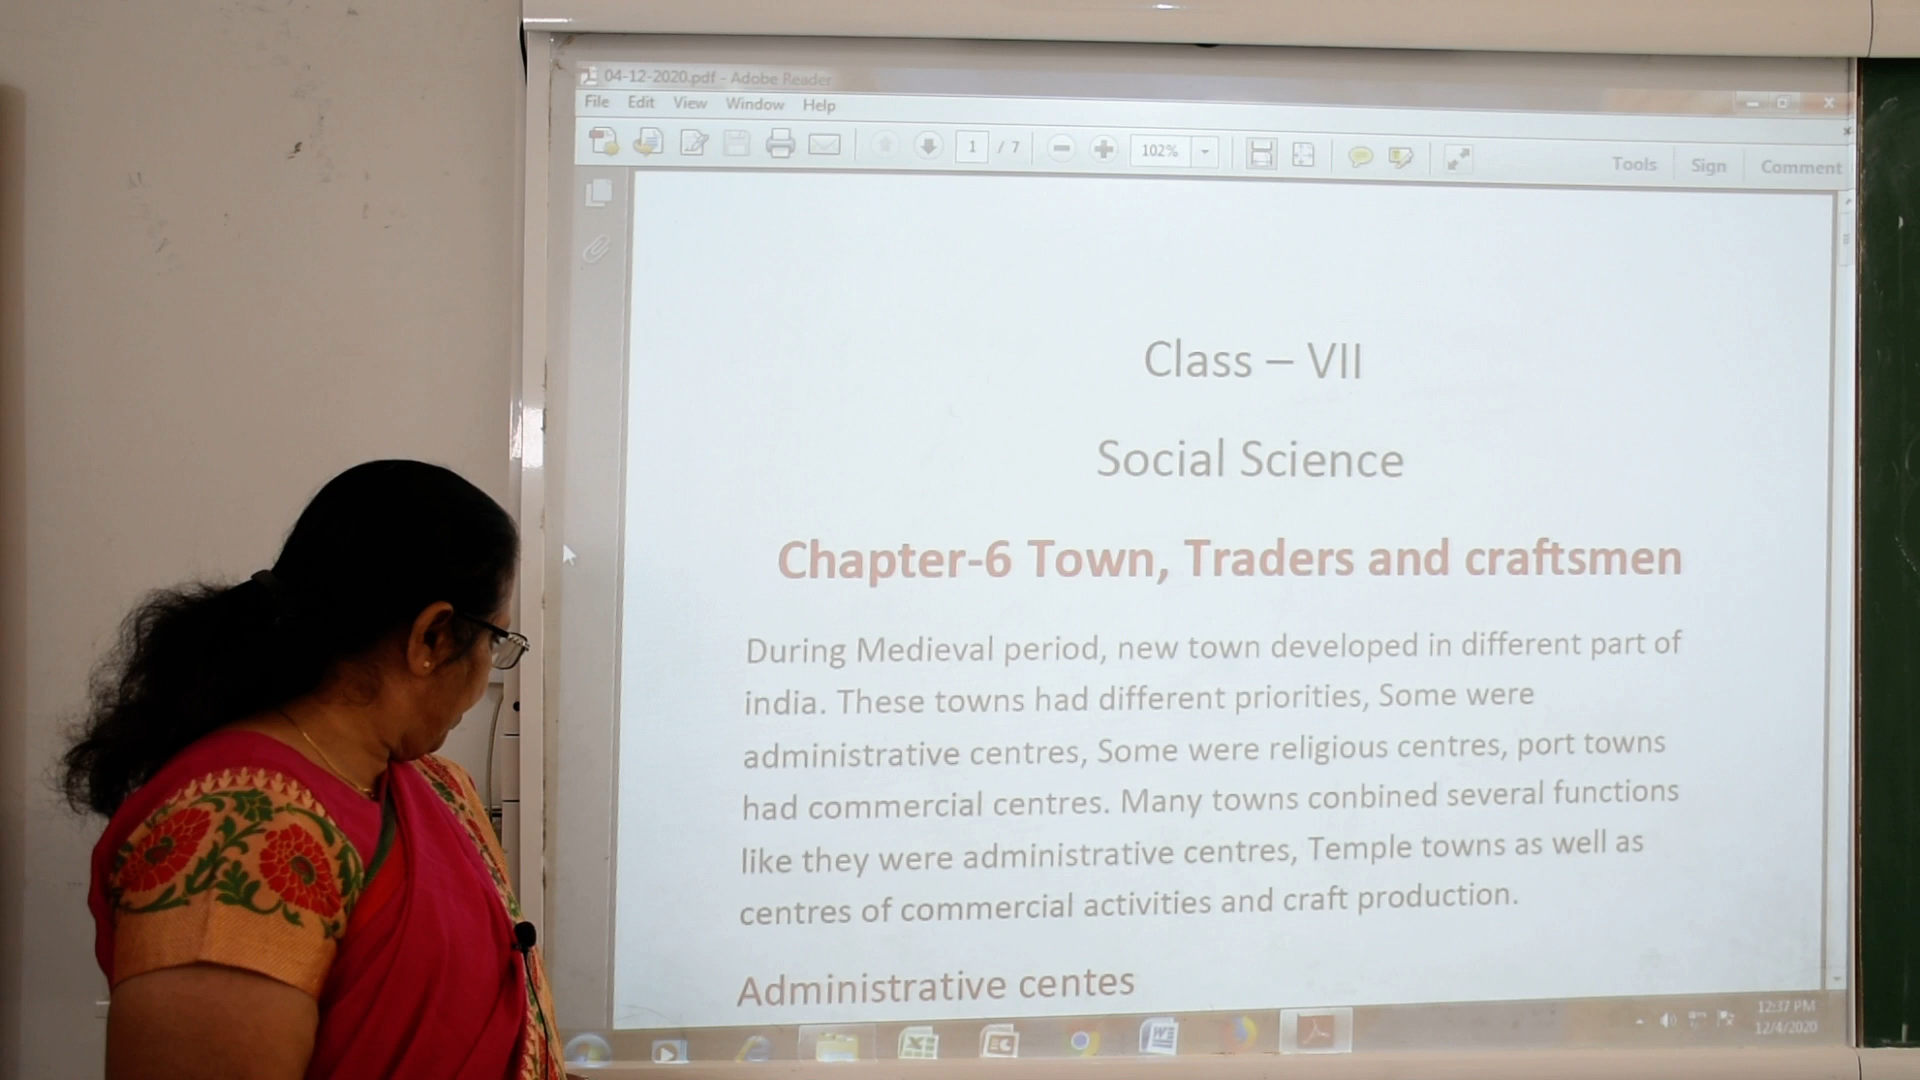 04-12-2020.pdf - Adobe Reader
File Edit View Window Help
1 / 7 102% Tools Sign Comment
Class – VII
Social Science
Chapter-6 Town, Traders and craftsmen
During Medieval period, new town developed in different part of
india. These towns had different priorities, Some were
administrative centres, Some were religious centres, port towns
had commercial centres. Many towns conbined several functions
like they were administrative centres, Temple towns as well as
centres of commercial activities and craft production.
Administrative centes
12:37 PM
12/4/2020